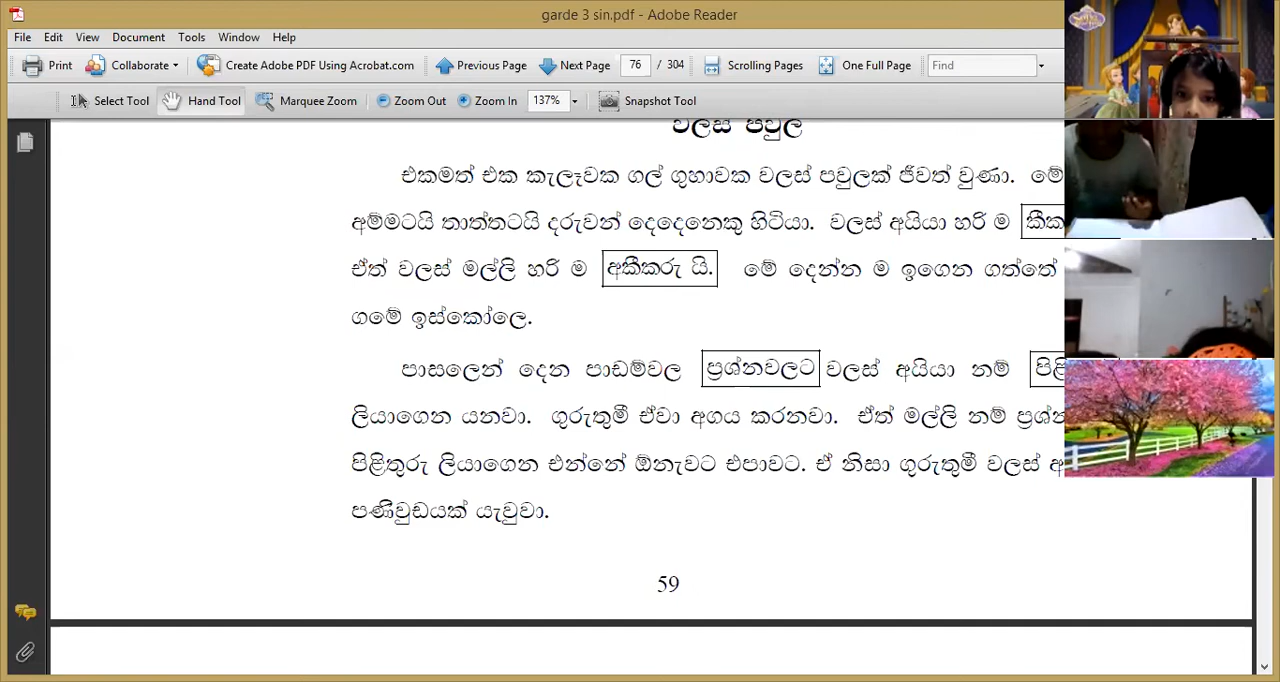 garde 3 sin.pdf - Adobe Reader
File Edit View Document Tools Window Help
Print Collaborate Create Adobe PDF Using Acrobat.com Previous Page Next Page 76 / 304 Scrolling Pages One Full Page Find
Select Tool Hand Tool Marquee Zoom Zoom Out Zoom In 137% Snapshot Tool
වලස් පවුල
එකමත් එක කැලෑවක ගල් ගුහාවක වලස් පවුලක් ජීවත් වුණා. මේ
අම්මටයි තාත්තටයි දරුවන් දෙදෙනෙකු හිටියා. වලස් අයියා හරි ම
ඒත් වලස් මල්ලි හරි ම අකීකරු යි. මේ දෙන්න ම ඉගෙන ගත්තේ
ගමේ ඉස්කෝලෙ.
පාසලෙන් දෙන පාඩම්වල ප්‍රශ්නවලට වලස් අයියා නම්
ලියාගෙන යනවා. ගුරුතුමී ඒවා අගය කරනවා. ඒත් මල්ලි නම්
පිළිතුරු ලියාගෙන එන්නේ ඕනෑවට එපාවට. ඒ නිසා ගුරුතුමී වලස්
පණිවුඩයක් යැව්වා.
59